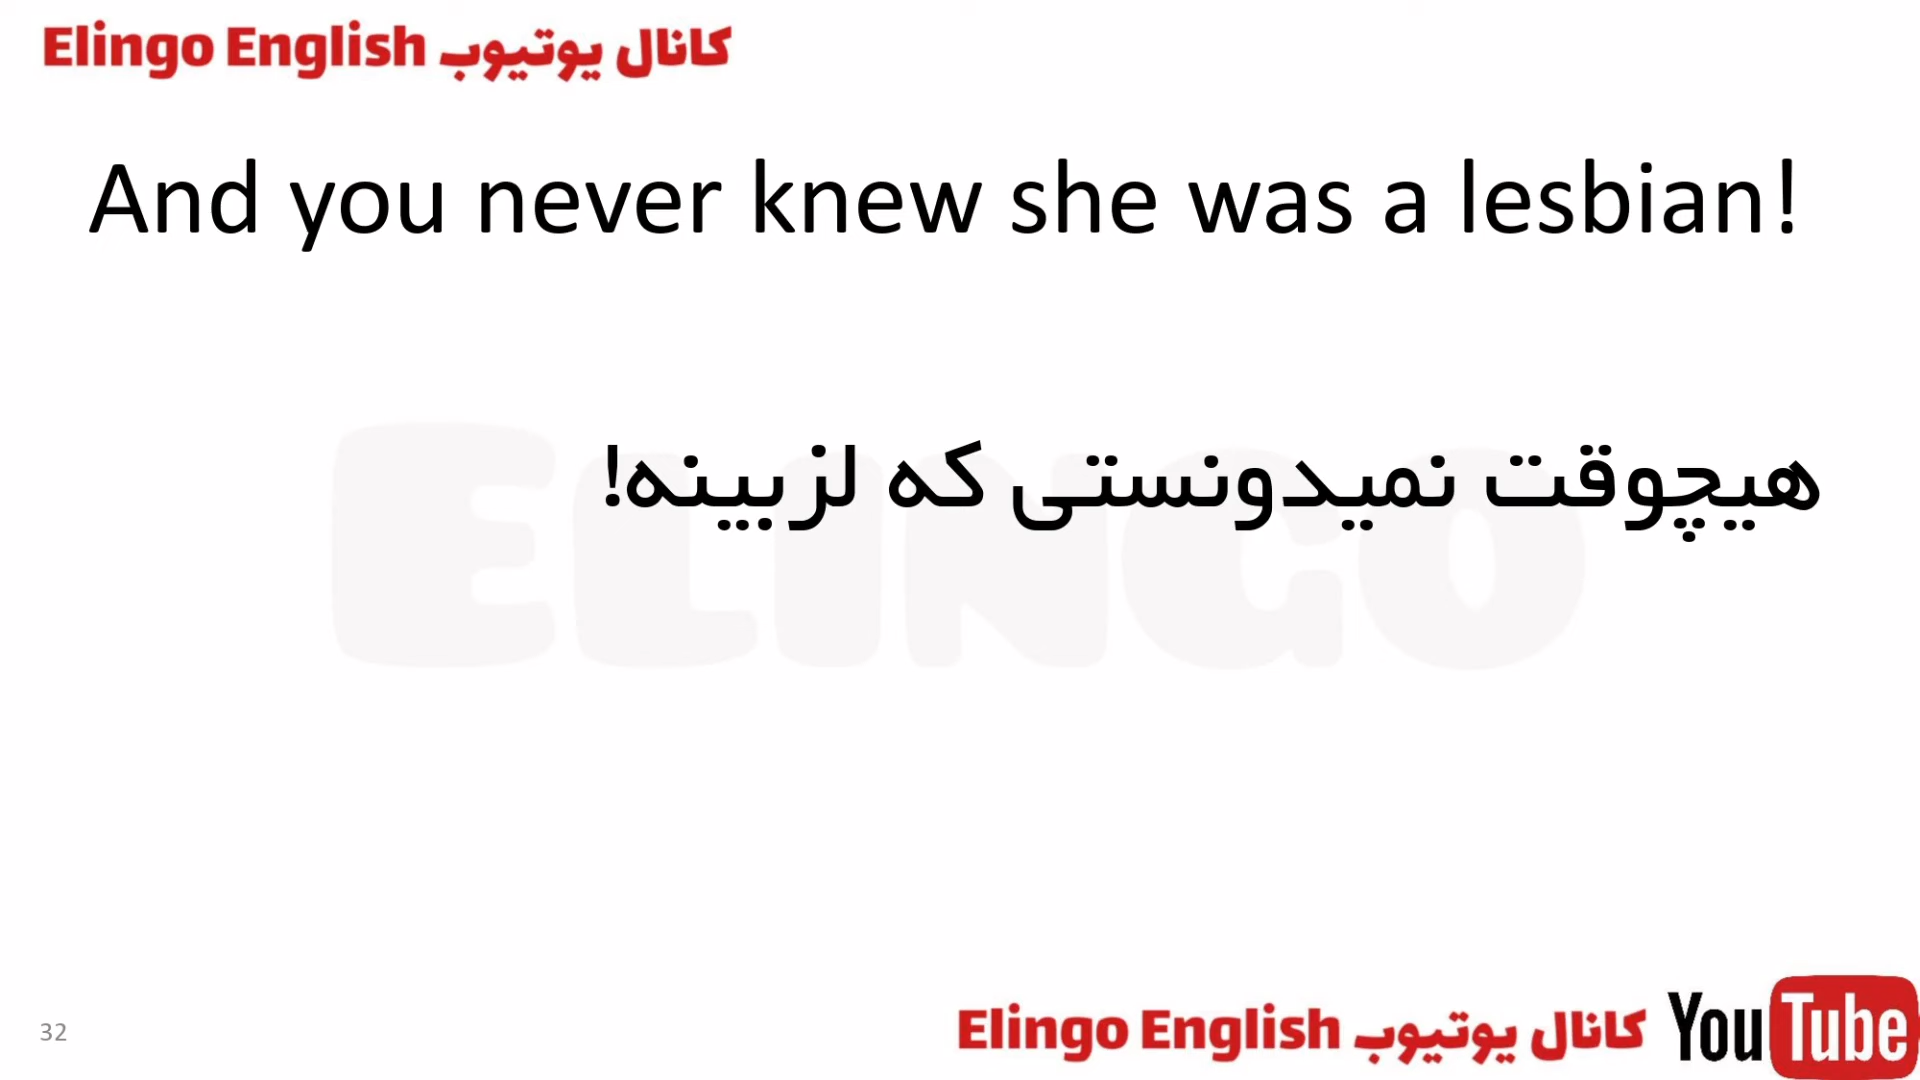 Elingo English کانال یوتیوب
And you never knew she was a lesbian!
هیچوقت نمیدونستی که لزبینه!
ELINGO
32
Elingo English کانال یوتیوب
YouTube